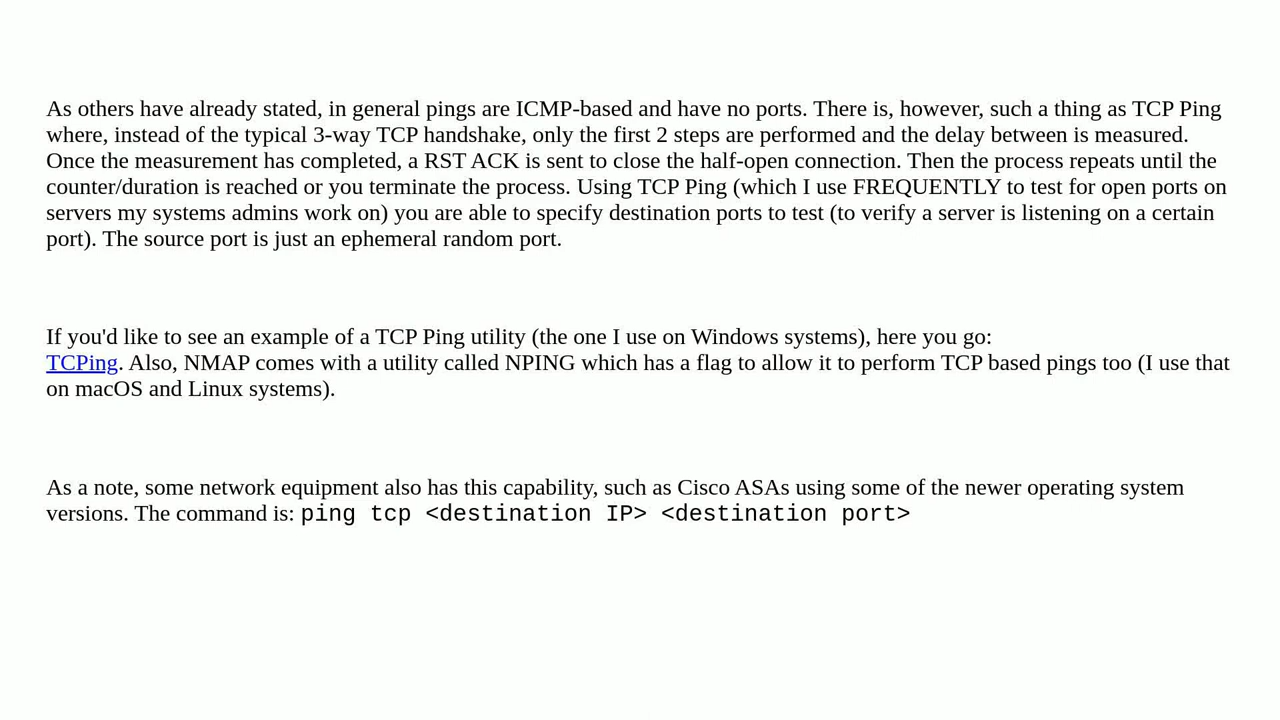 As others have already stated, in general pings are ICMP-based and have no ports. There is, however, such a thing as TCP Ping
where, instead of the typical 3-way TCP handshake, only the first 2 steps are performed and the delay between is measured.
Once the measurement has completed, a RST ACK is sent to close the half-open connection. Then the process repeats until the
counter/duration is reached or you terminate the process. Using TCP Ping (which I use FREQUENTLY to test for open ports on
servers my systems admins work on) you are able to specify destination ports to test (to verify a server is listening on a certain
port). The source port is just an ephemeral random port.
If you'd like to see an example of a TCP Ping utility (the one I use on Windows systems), here you go:
TCPing. Also, NMAP comes with a utility called NPING which has a flag to allow it to perform TCP based pings too (I use that
on macOS and Linux systems).
As a note, some network equipment also has this capability, such as Cisco ASAs using some of the newer operating system
versions. The command is: ping tcp <destination IP> <destination port>